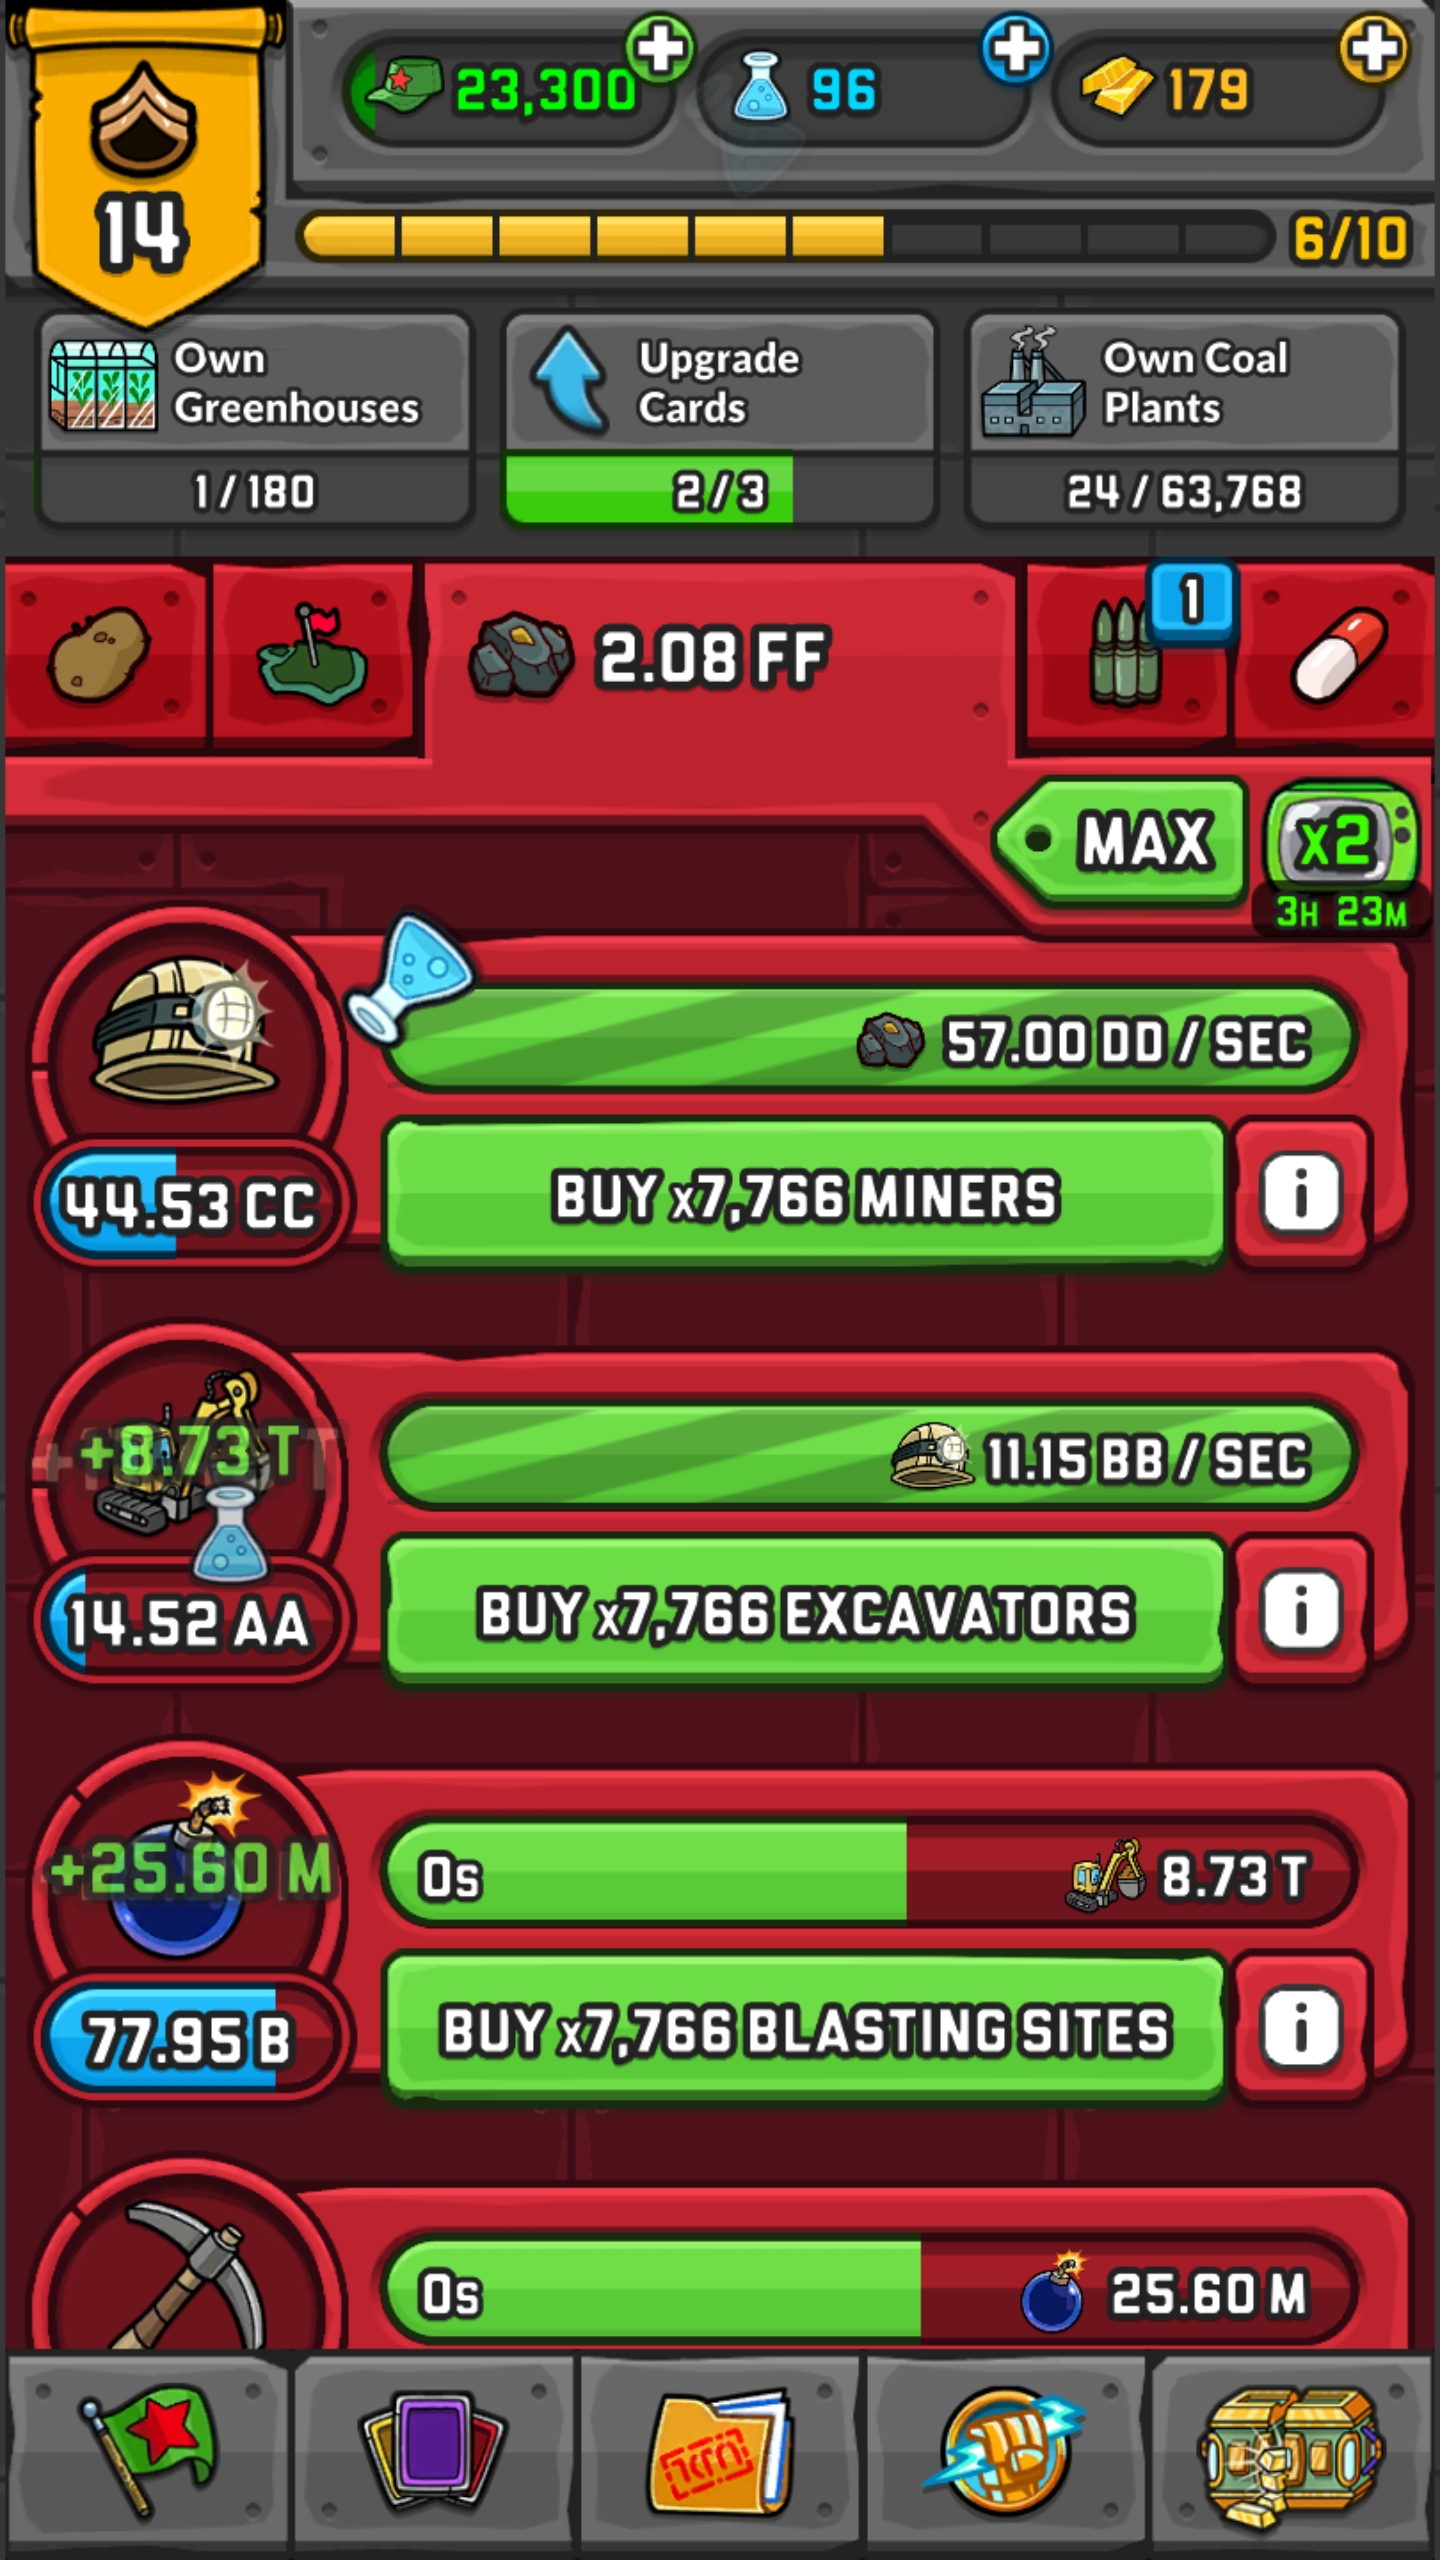 23,300
96
179
14
6/10
Own
Greenhouses
1/180
Upgrade
Cards
2/3
Own Coal
Plants
24/63,768
2.08 FF
1
MAX
x2
3H 23M
57.00 DD / SEC
44.53 CC
BUY x7,766 MINERS
i
+8.73 T
11.15 BB / SEC
14.52 AA
BUY x7,766 EXCAVATORS
i
+25.60 M
0s
8.73 T
77.95 B
BUY x7,766 BLASTING SITES
i
0s
25.60 M